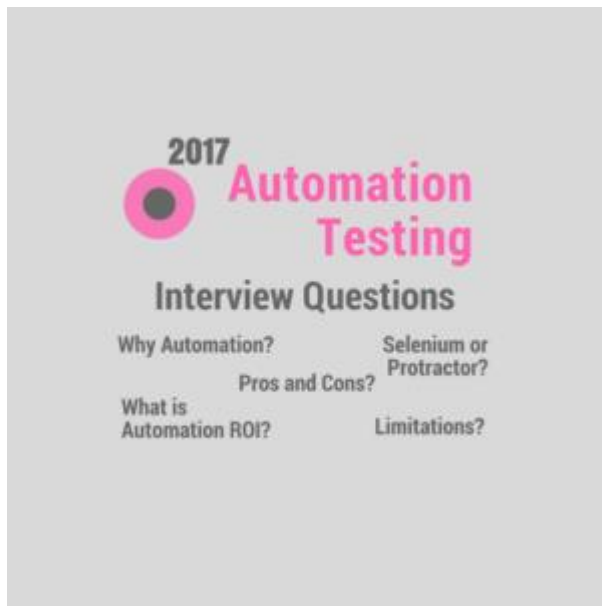 2017
Automation
Testing
Interview Questions
Why Automation?
Selenium or
Protractor?
Pros and Cons?
What is
Automation ROI?
Limitations?